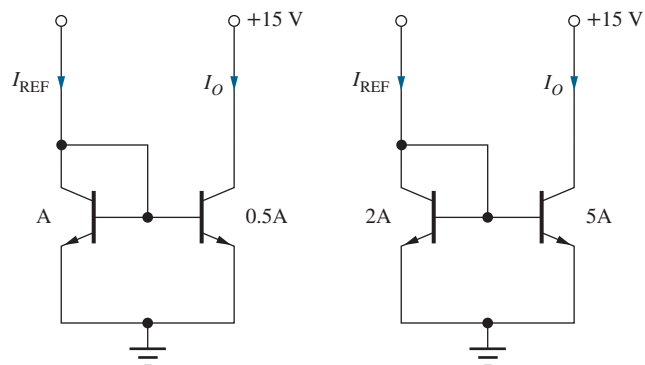 +15 V
+15 V
I_REF
I_O
I_REF
I_O
A
0.5A
2A
5A